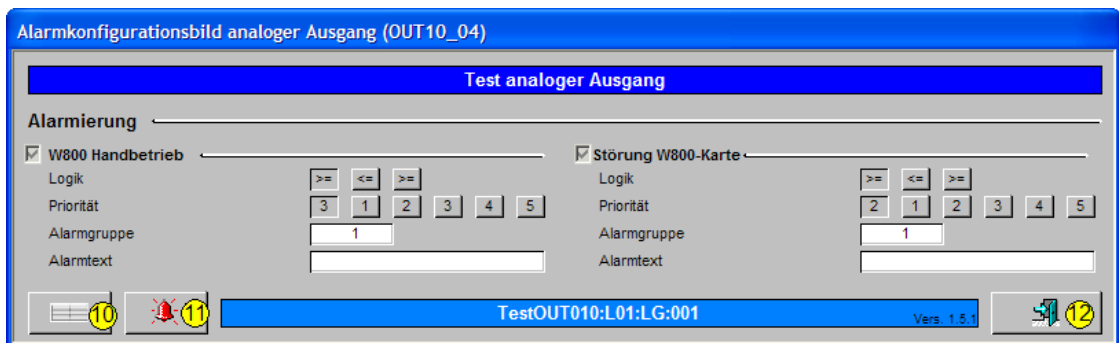 Alarmkonfigurationsbild analoger Ausgang (OUT10_04)
Test analoger Ausgang
Alarmierung
W800 Handbetrieb
Logik >= <= >=
Priorität 3 1 2 3 4 5
Alarmgruppe 1
Alarmtext
Störung W800-Karte
Logik >= <= >=
Priorität 2 1 2 3 4 5
Alarmgruppe 1
Alarmtext
10 11 TestOUT010:L01:LG:001 Vers. 1.5.1 12